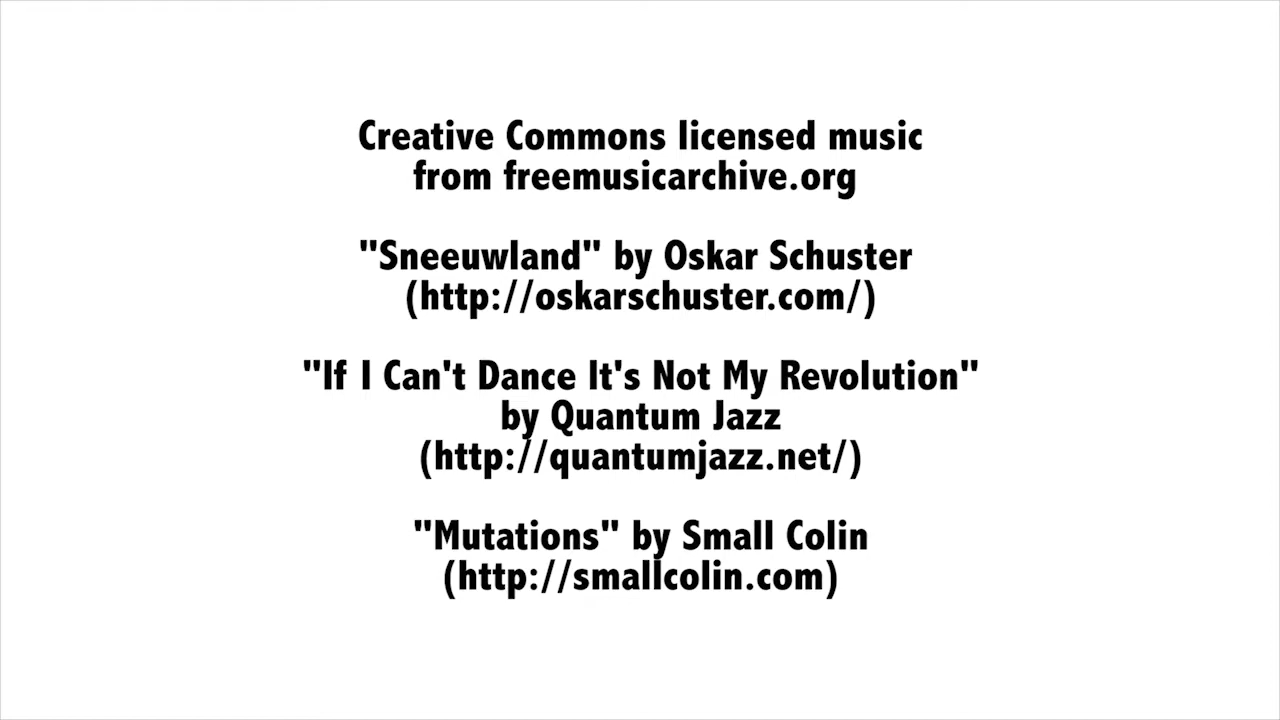 Creative Commons licensed music
from freemusicarchive.org
"Sneeuwland" by Oskar Schuster
(http://oskarschuster.com/)
"If I Can't Dance It's Not My Revolution"
by Quantum Jazz
(http://quantumjazz.net/)
"Mutations" by Small Colin
(http://smallcolin.com)